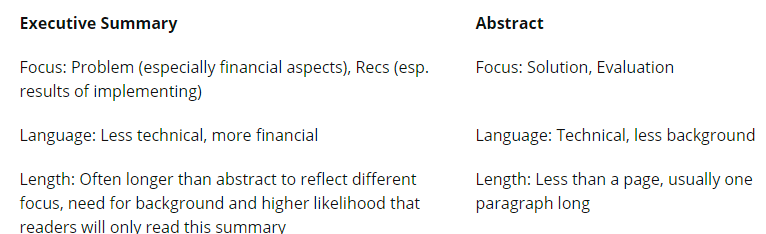 Executive Summary
Focus: Problem (especially financial aspects), Recs (esp.
results of implementing)
Language: Less technical, more financial
Length: Often longer than abstract to reflect different
focus, need for background and higher likelihood that
readers will only read this summary
Abstract
Focus: Solution, Evaluation
Language: Technical, less background
Length: Less than a page, usually one
paragraph long